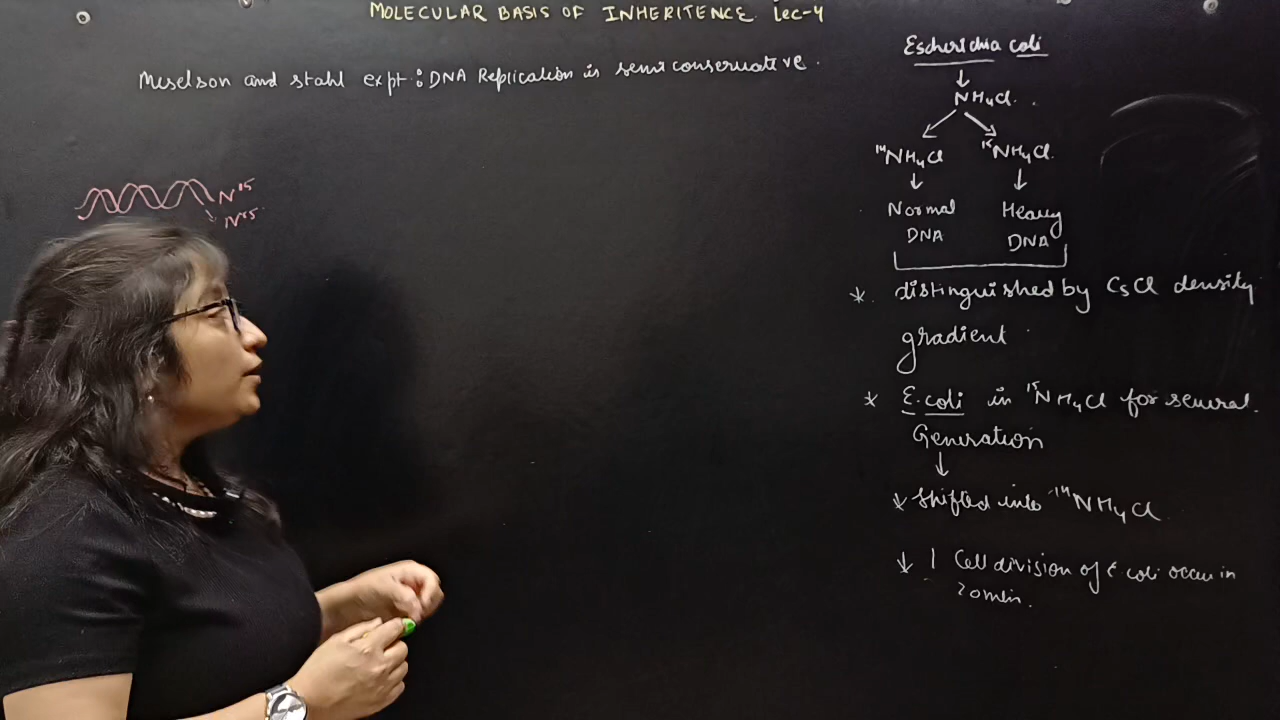 MOLECULAR BASIS OF INHERITENCE lec-4
Meselson and stahl expt: DNA Replication is semiconservative.
N¹⁵
N¹⁵
Escherichia coli
↓
NH₄Cl
¹⁴NH₄Cl ¹⁵NH₄Cl
↓ ↓
Normal Heavy
DNA DNA
* distinguished by CsCl density
gradient
* E.coli in ¹⁵NH₄Cl for several
Generation
↓
↓ shifted into ¹⁴NH₄Cl
↓ 1 Cell division of E coli occur in
20min.